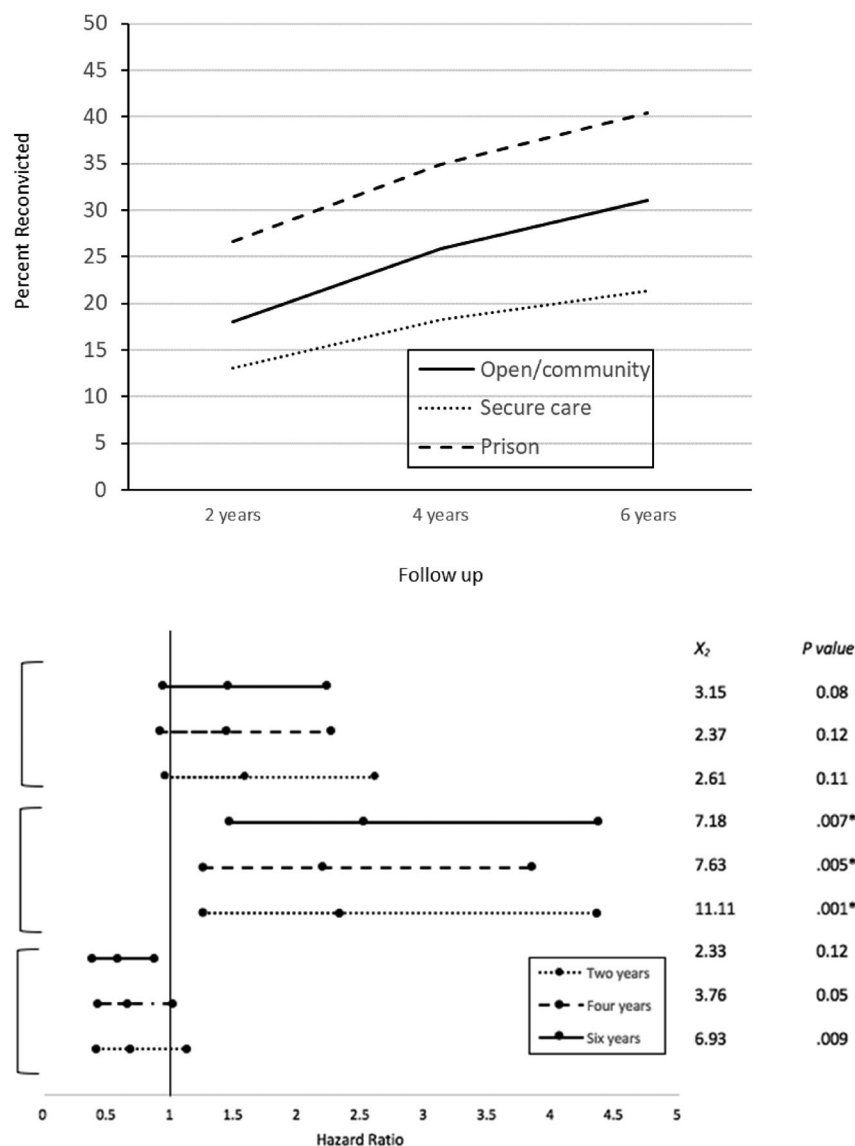 50
45
40
35
30
25
20
15
10
5
0
Percent Reconvicted
Open/community
Secure care
Prison
2 years 4 years 6 years
Follow up
X2 P value
3.15 0.08
2.37 0.12
2.61 0.11
7.18 .007*
7.63 .005*
11.11 .001*
2.33 0.12
3.76 0.05
6.93 .009
Two years
Four years
Six years
0 0.5 1 1.5 2 2.5 3 3.5 4 4.5 5
Hazard Ratio